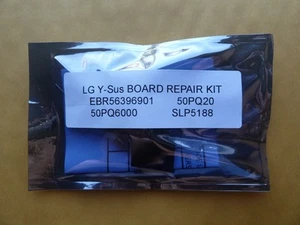 LG Y-Sus BOARD REPAIR KIT
EBR56396901 50PQ20
50PQ6000 SLP5188